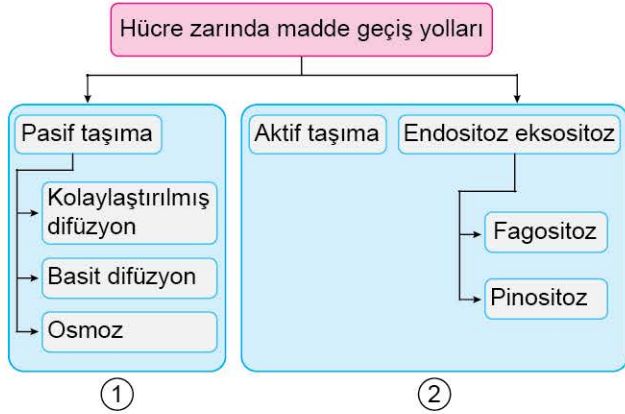 Hücre zarında madde geçiş yolları
Pasif taşıma
Kolaylaştırılmış
difüzyon
Basit difüzyon
Osmoz
1
Aktif taşıma
Endositoz eksositoz
Fagositoz
Pinositoz
2